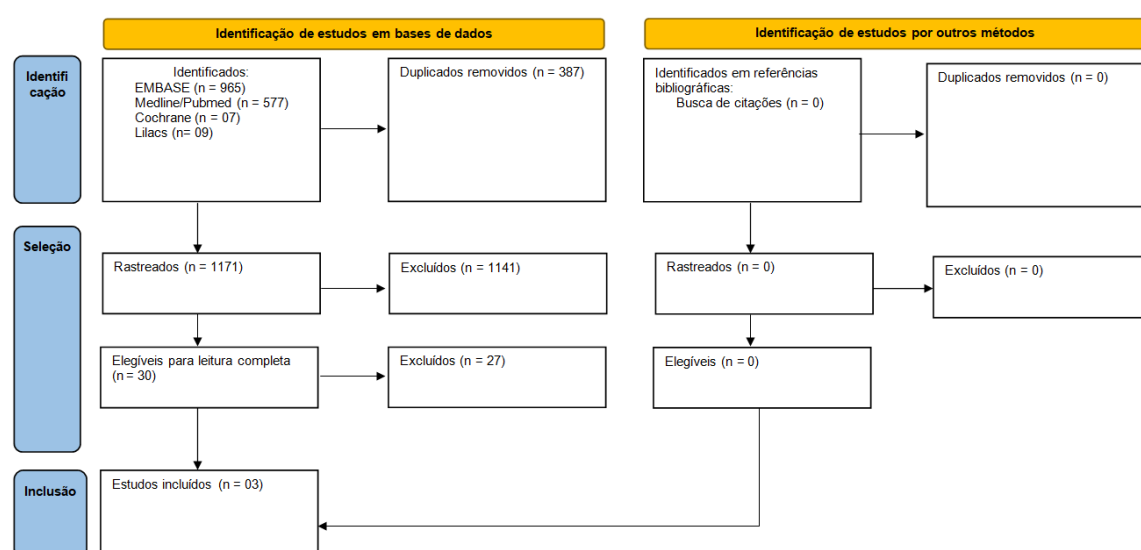 Identificação de estudos em bases de dados
Identificação de estudos por outros métodos
Identifi
cação
Identificados:
EMBASE (n = 965)
Medline/Pubmed (n = 577)
Cochrane (n = 07)
Lilacs (n= 09)
Duplicados removidos (n = 387)
Identificados em referências
bibliográficas:
Busca de citações (n = 0)
Duplicados removidos (n = 0)
Seleção
Rastreados (n = 1171)
Excluídos (n = 1141)
Rastreados (n = 0)
Excluídos (n = 0)
Elegíveis para leitura completa
(n = 30)
Excluídos (n = 27)
Elegíveis (n = 0)
Inclusão
Estudos incluídos (n = 03)